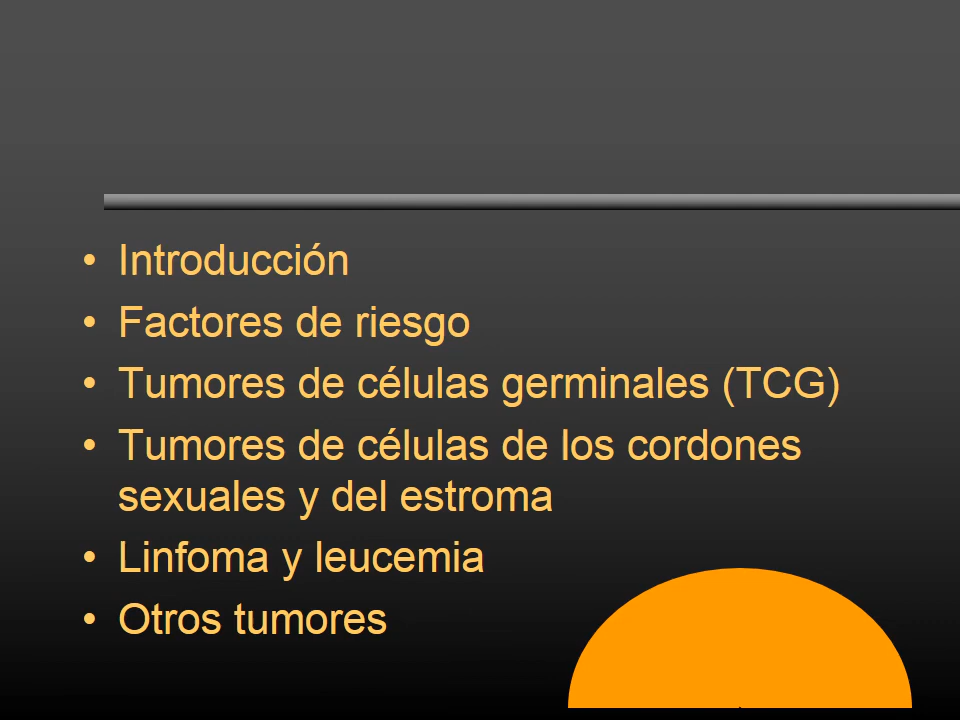 • Introducción
• Factores de riesgo
• Tumores de células germinales (TCG)
• Tumores de células de los cordones
sexuales y del estroma
• Linfoma y leucemia
• Otros tumores